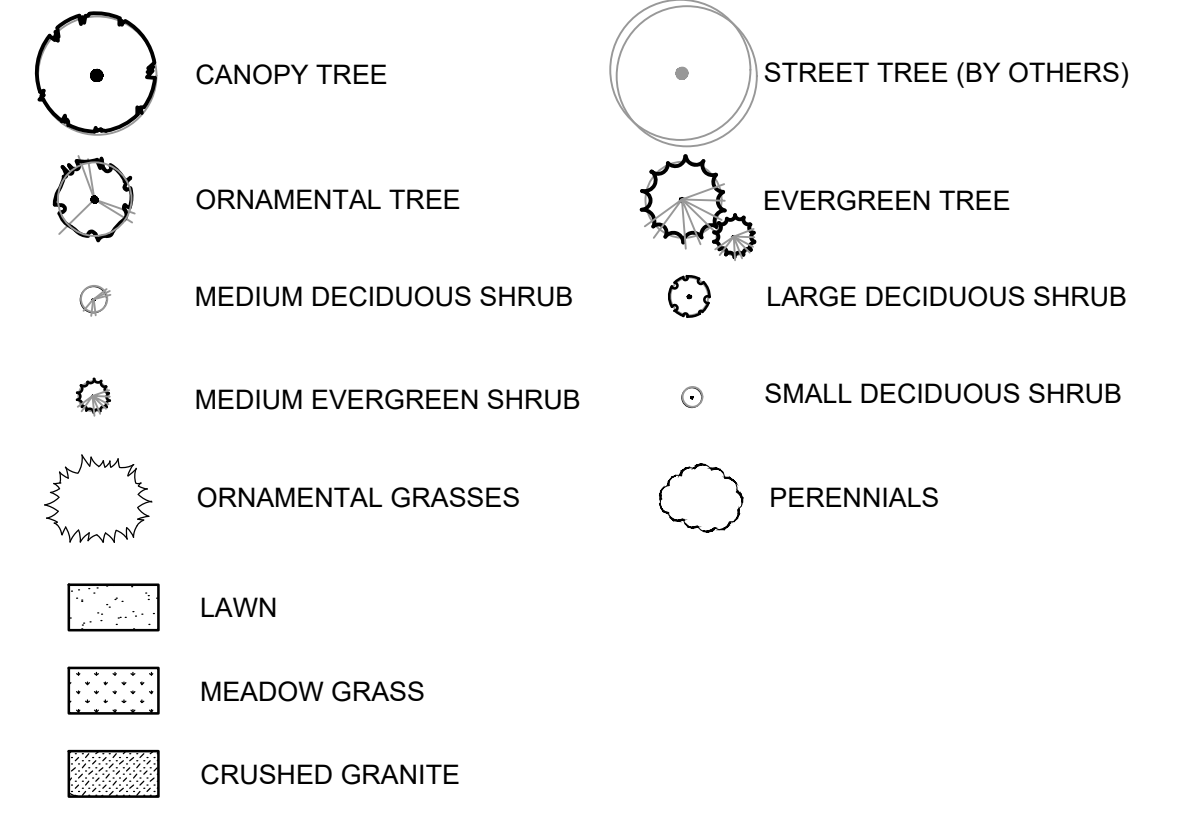 CANOPY TREE
STREET TREE (BY OTHERS)
ORNAMENTAL TREE
EVERGREEN TREE
MEDIUM DECIDUOUS SHRUB
LARGE DECIDUOUS SHRUB
MEDIUM EVERGREEN SHRUB
SMALL DECIDUOUS SHRUB
ORNAMENTAL GRASSES
PERENNIALS
LAWN
MEADOW GRASS
CRUSHED GRANITE